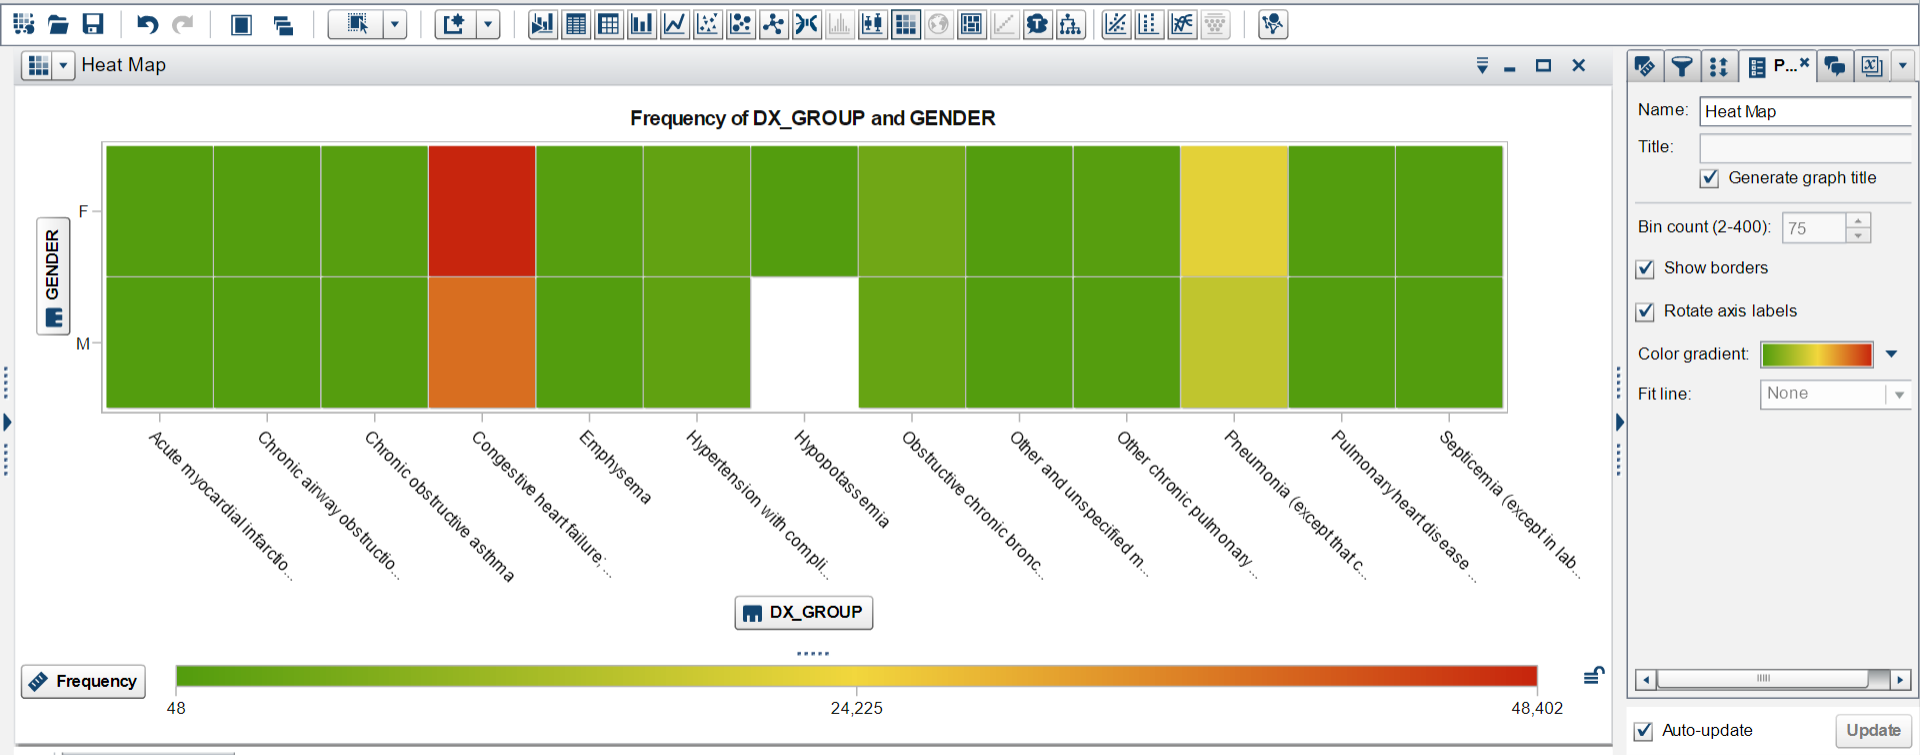 Heat Map
P...
Frequency of DX_GROUP and GENDER
GENDER
F
M
Acute myocardial infarctio...
Chronic airway obstructio...
Chronic obstructive asthma
Congestive heart failure; ...
Emphysema
Hypertension with compli...
Hypopotassemia
Obstructive chronic bronc...
Other and unspecified m...
Other chronic pulmonary...
Pneumonia (except that c...
Pulmonary heart disease ...
Septicemia (except in lab...
DX_GROUP
Frequency
48
24,225
48,402
Name: Heat Map
Title:
Generate graph title
Bin count (2-400): 75
Show borders
Rotate axis labels
Color gradient:
Fit line: None
Auto-update
Update